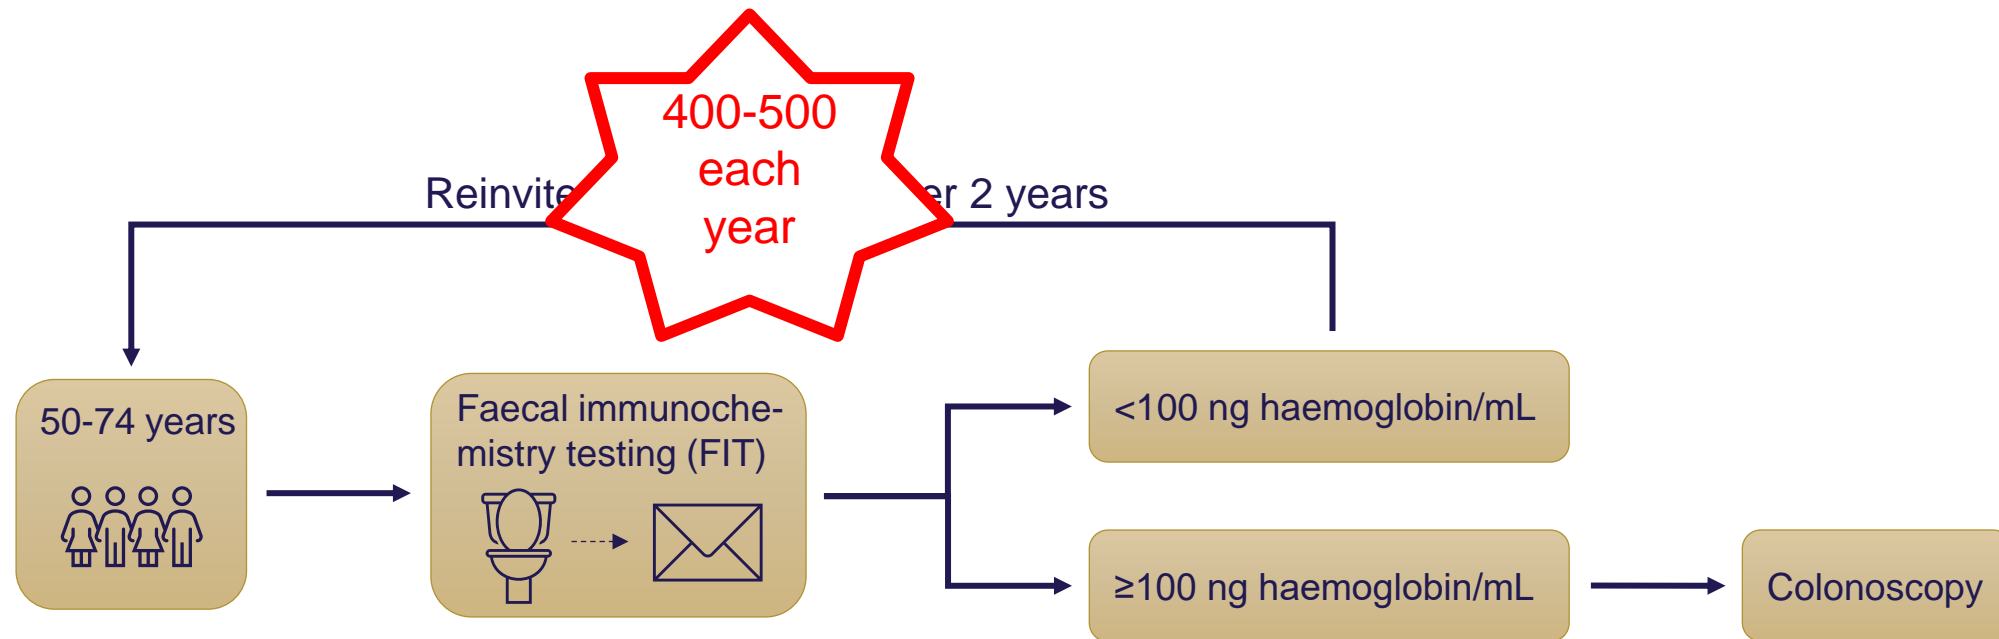 400-500
each
year
Reinvite
2 years
50-74 years
Faecal immunoche-
mistry testing (FIT)
<100 ng haemoglobin/mL
≥100 ng haemoglobin/mL
Colonoscopy